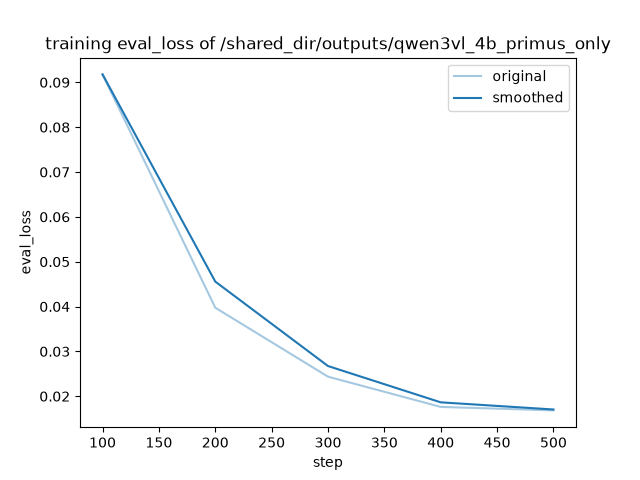 training eval_loss of /shared_dir/outputs/qwen3vl_4b_primus_only
original
smoothed
0.09
0.08
0.07
0.06
0.05
0.04
0.03
0.02
eval_loss
100 150 200 250 300 350 400 450 500
step